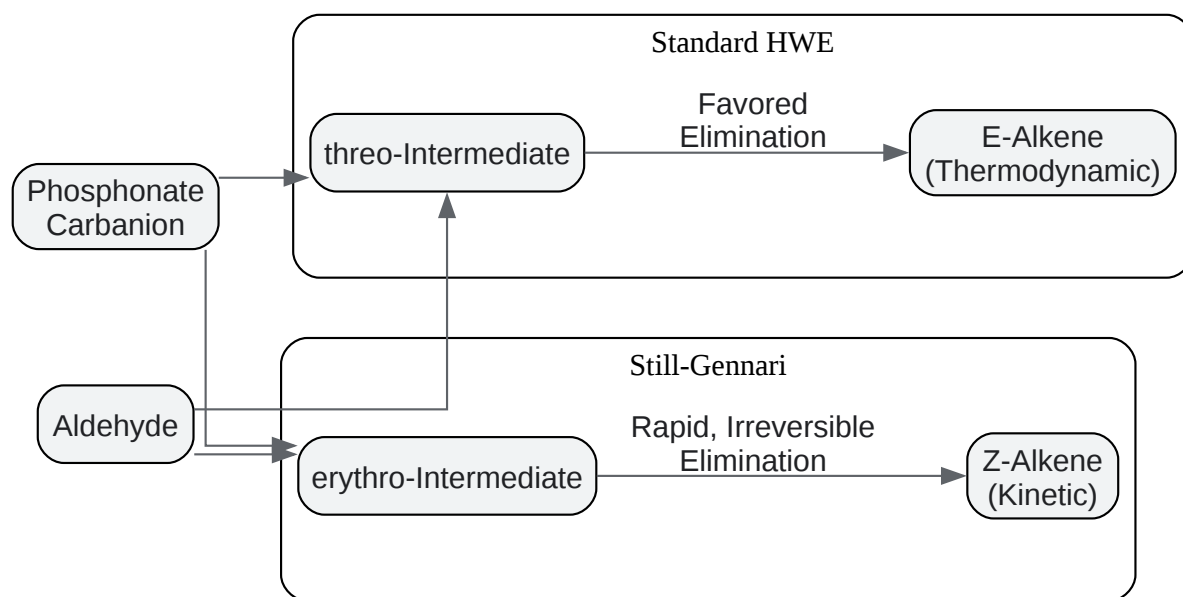 Standard HWE
Favored
Elimination
threo-Intermediate
E-Alkene
(Thermodynamic)
Phosphonate
Carbanion
Still-Gennari
Aldehyde
Rapid, Irreversible
Elimination
erythro-Intermediate
Z-Alkene
(Kinetic)